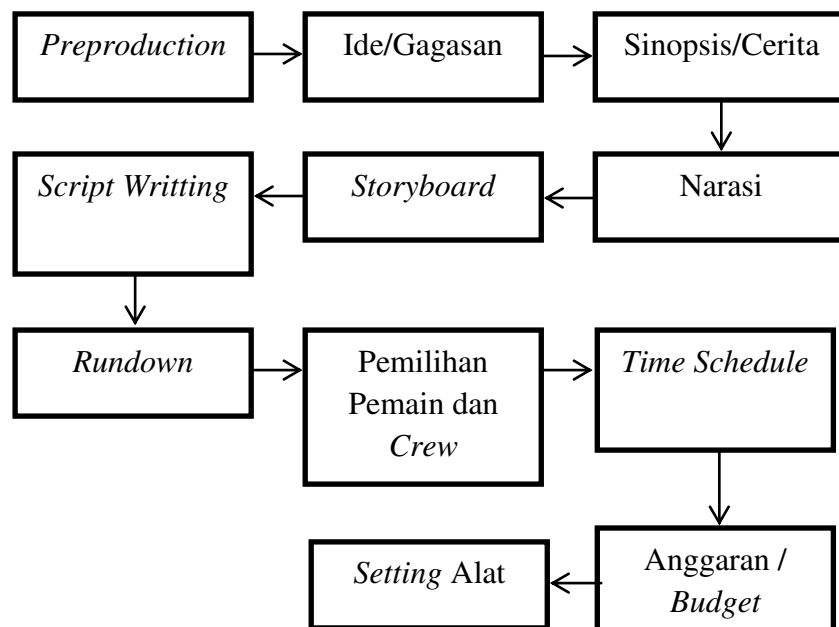 Preproduction
Ide/Gagasan
Sinopsis/Cerita
Narasi
Storyboard
Script Writting
Rundown
Pemilihan
Pemain dan
Crew
Time Schedule
Anggaran /
Budget
Setting Alat